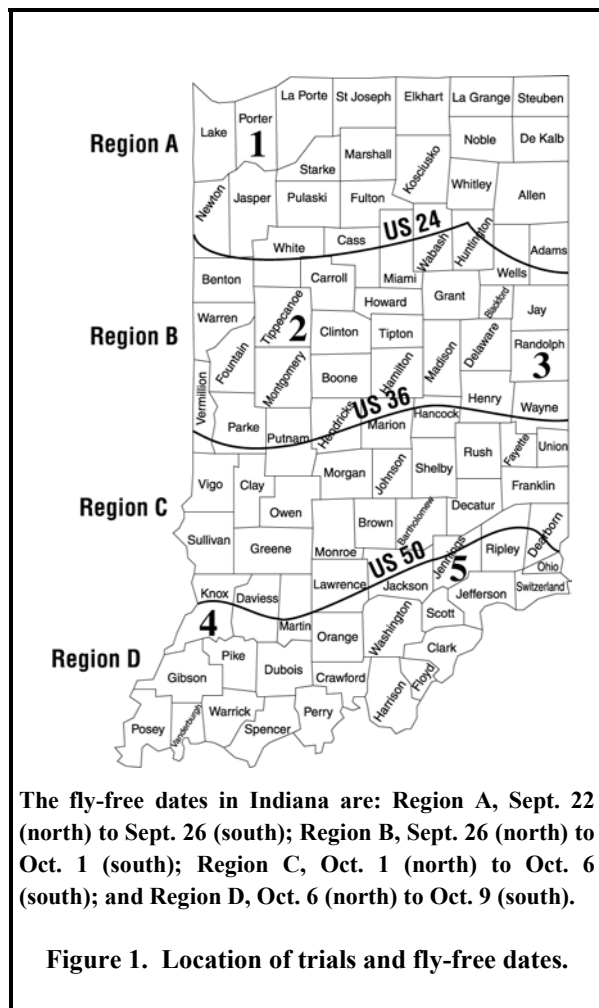 La Porte St Joseph Elkhart La Grange Steuben
Porter
Lake
Region A 1
Noble De Kalb
Marshall
Starke
Kosciusko
Whitley
Allen
Newton Jasper Pulaski Fulton
US 24
White Cass Wabash Huntington Adams
Benton Carroll Miami Wells
Grant Blackford Jay
Howard
Warren Tippecanoe
Region B 2 Clinton Tipton Delaware Randolph
3
Fountain Madison
Montgomery Boone Hamilton
Vermillion Henry
US 36
Hendricks Hancock Wayne
Parke Marion
Putnam
Fayette Union
Rush
Morgan Johnson Shelby
Vigo Clay Franklin
Region C Owen Brown Bartholomew Decatur
Sullivan Dearborn
Greene Monroe US 50 Jennings Ripley
5 Ohio
Lawrence Jackson Switzerland
Knox Daviess Jefferson
4 Martin Washington Scott
Orange
Region D Pike Clark
Gibson Dubois Crawford Floyd
Harrison
Posey Vanderburgh Warrick Perry
Spencer
The fly-free dates in Indiana are: Region A, Sept. 22
(north) to Sept. 26 (south); Region B, Sept. 26 (north) to
Oct. 1 (south); Region C, Oct. 1 (north) to Oct. 6
(south); and Region D, Oct. 6 (north) to Oct. 9 (south).
Figure 1. Location of trials and fly-free dates.